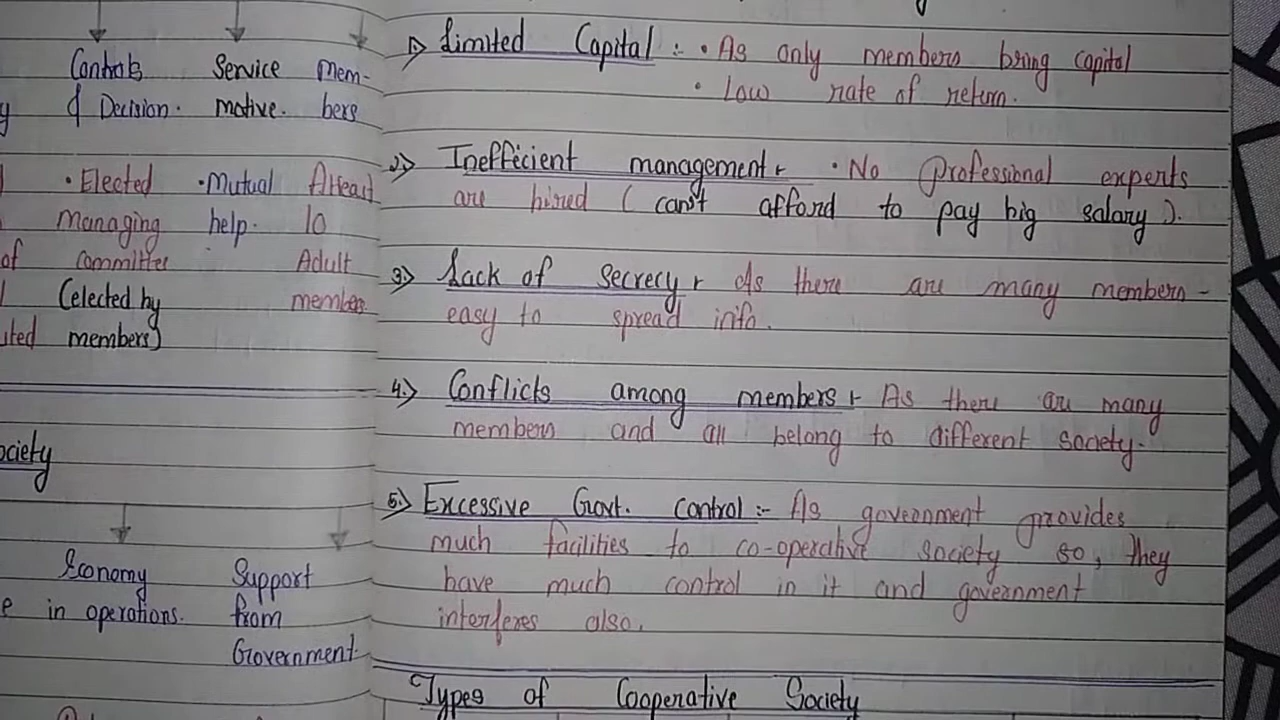 Controls Service Mem-
& Decision. motive. bers
• Elected • Mutual Atleast
Managing help. 10
of committee Adult
(elected by member
members)
Economy Support
in operations. from
Government.
1) Limited Capital :- • As only members bring capital
• Low rate of return.
2) Inefficient management :- • No Professional experts
are hired ( can't afford to pay big salary ).
3) Lack of Secrecy :- As there are many members -
easy to spread info.
4.) Conflicts among members :- As there are many
members and all belong to different society.
5.) Excessive Govt. Control :- As government provides
much facilities to co-operative society so, they
have much control in it and government
interferes also.
Types of Cooperative Society